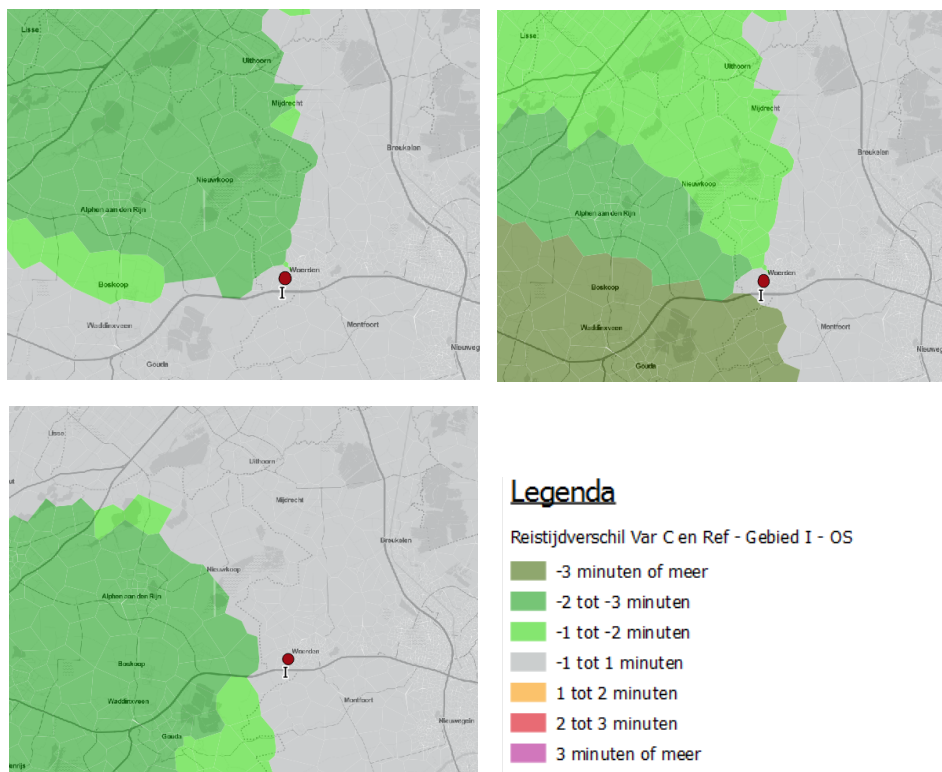 Lisse
Uithoorn
Mijdrecht
Breukelen
Nieuwkoop
Alphen aan den Rijn
Woerden
I
Boskoop
Waddinxveen
Montfoort
Gouda
Nieuweg
Lisse
Uithoorn
Mijdrecht
Breukelen
Nieuwkoop
Alphen aan den Rijn
Woerden
I
Boskoop
Waddinxveen
Montfoort
Gouda
Nieuweg
Lisse
Uithoorn
Mijdrecht
Breukelen
Nieuwkoop
Alphen aan den Rijn
Woerden
I
Boskoop
Waddinxveen
Montfoort
Nieuwegein
Gouda
Legenda
Reistijdverschil Var C en Ref - Gebied I - OS
-3 minuten of meer
-2 tot -3 minuten
-1 tot -2 minuten
-1 tot 1 minuten
1 tot 2 minuten
2 tot 3 minuten
3 minuten of meer